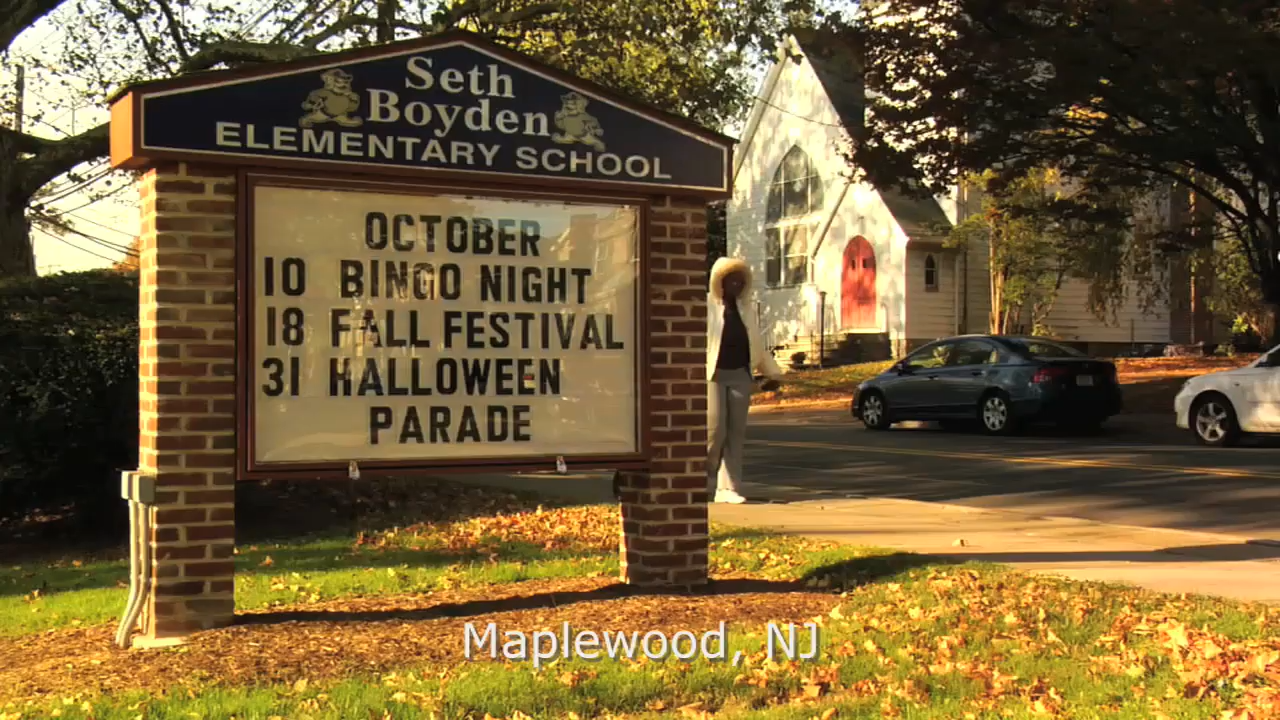 Seth
Boyden
ELEMENTARY SCHOOL
OCTOBER
10 BINGO NIGHT
18 FALL FESTIVAL
31 HALLOWEEN
PARADE
Maplewood, NJ